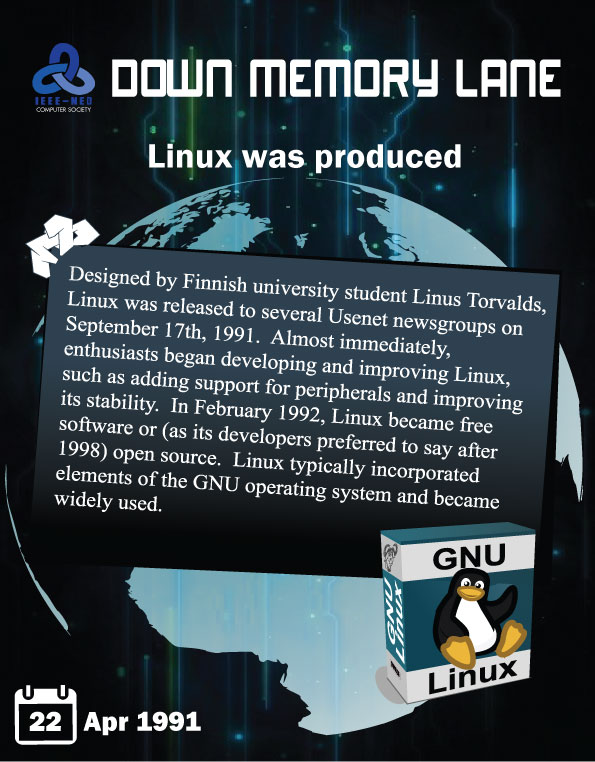 DOWN MEMORY LANE
IEEE-NED
COMPUTER SOCIETY
Linux was produced
Designed by Finnish university student Linus Torvalds,
Linux was released to several Usenet newsgroups on
September 17th, 1991. Almost immediately,
enthusiasts began developing and improving Linux,
such as adding support for peripherals and improving
its stability. In February 1992, Linux became free
software or (as its developers preferred to say after
1998) open source. Linux typically incorporated
elements of the GNU operating system and became
widely used.
GNU
Linux
GNU
Linux
22 Apr 1991